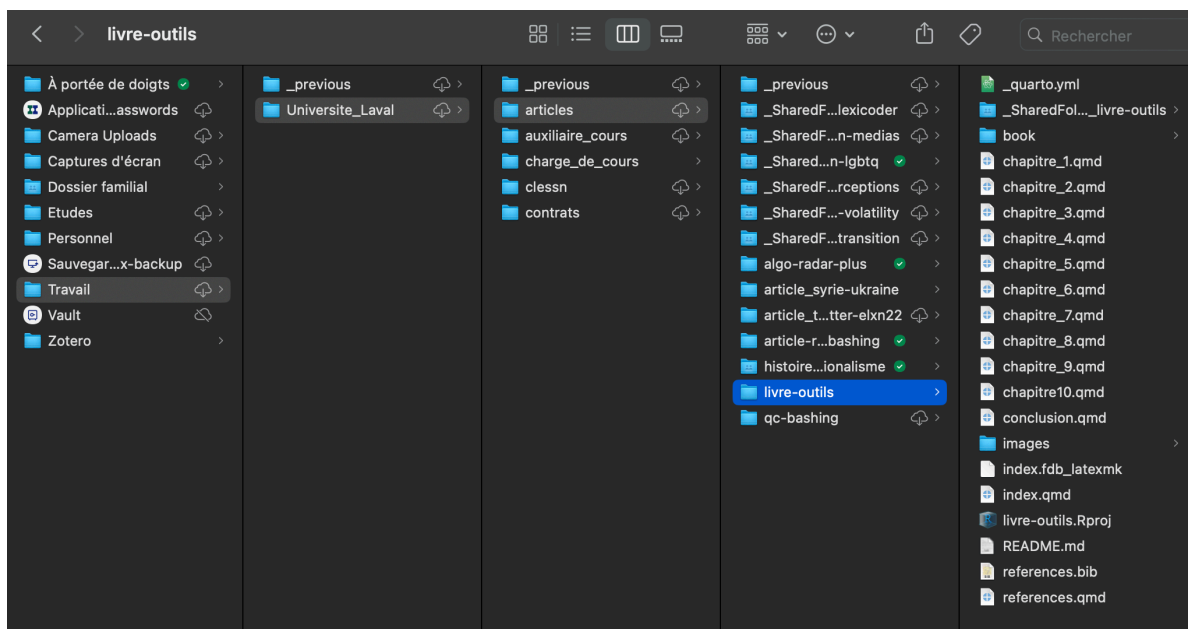 livre-outils
Rechercher
À portée de doigts
Applicati...asswords
Camera Uploads
Captures d'écran
Dossier familial
Etudes
Personnel
Sauvegar...x-backup
Travail
Vault
Zotero
_previous
Universite_Laval
_previous
articles
auxiliaire_cours
charge_de_cours
clessn
contrats
_previous
_SharedF...lexicoder
_SharedF...n-medias
_Shared...n-lgbtq
_SharedF...rceptions
_SharedF...-volatility
_SharedF...transition
algo-radar-plus
article_syrie-ukraine
article_t...tter-elxn22
article-r...bashing
histoire...ionalisme
livre-outils
qc-bashing
_quarto.yml
_SharedFol..._livre-outils
book
chapitre_1.qmd
chapitre_2.qmd
chapitre_3.qmd
chapitre_4.qmd
chapitre_5.qmd
chapitre_6.qmd
chapitre_7.qmd
chapitre_8.qmd
chapitre_9.qmd
chapitre10.qmd
conclusion.qmd
images
index.fdb_latexmk
index.qmd
livre-outils.Rproj
README.md
references.bib
references.qmd